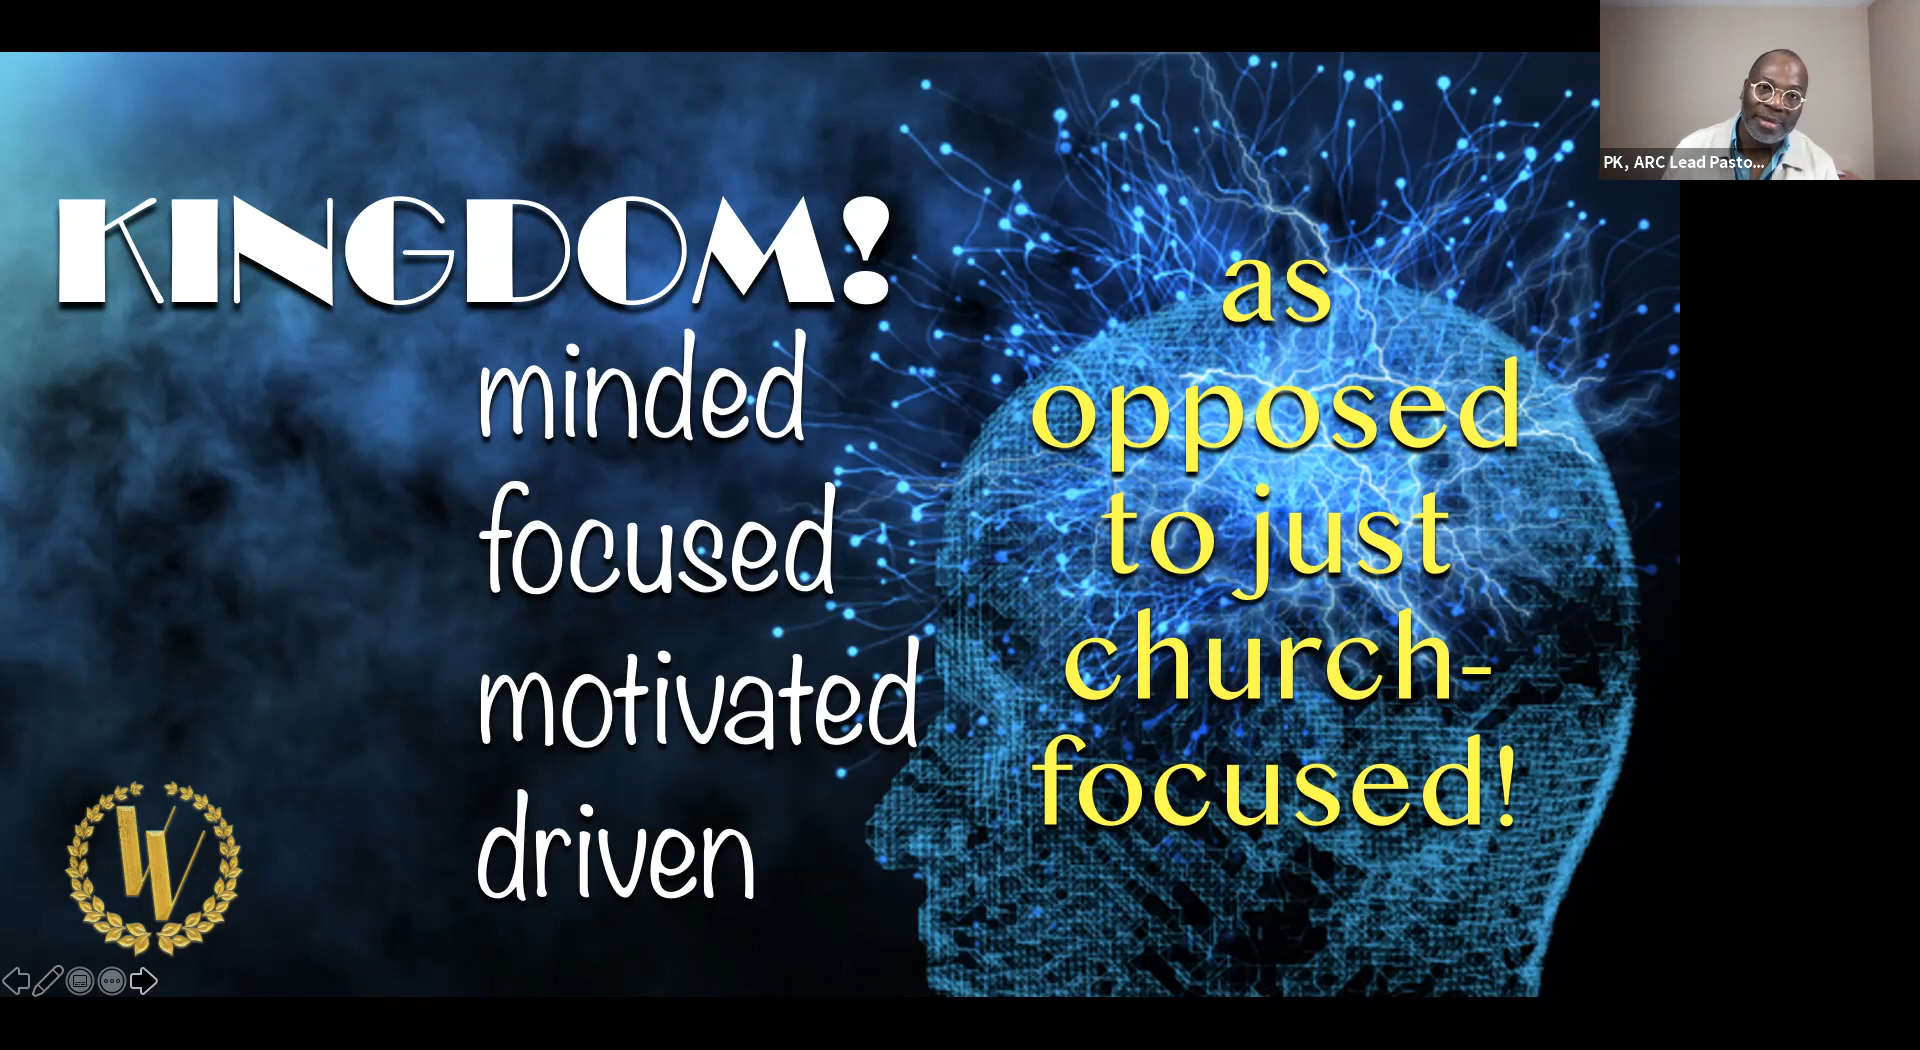 KINGDOM!
minded
focused
motivated
driven
as
opposed
to just
church-
focused!
W
PK, ARC Lead Pasto...